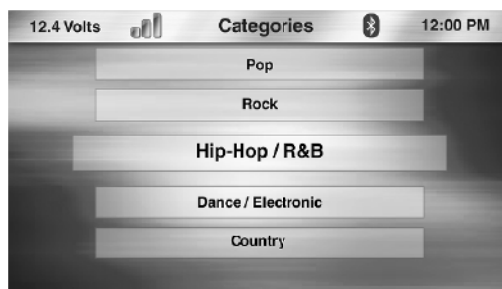 12.4 Volts Categories 12:00 PM
Pop
Rock
Hip-Hop / R&B
Dance / Electronic
Country